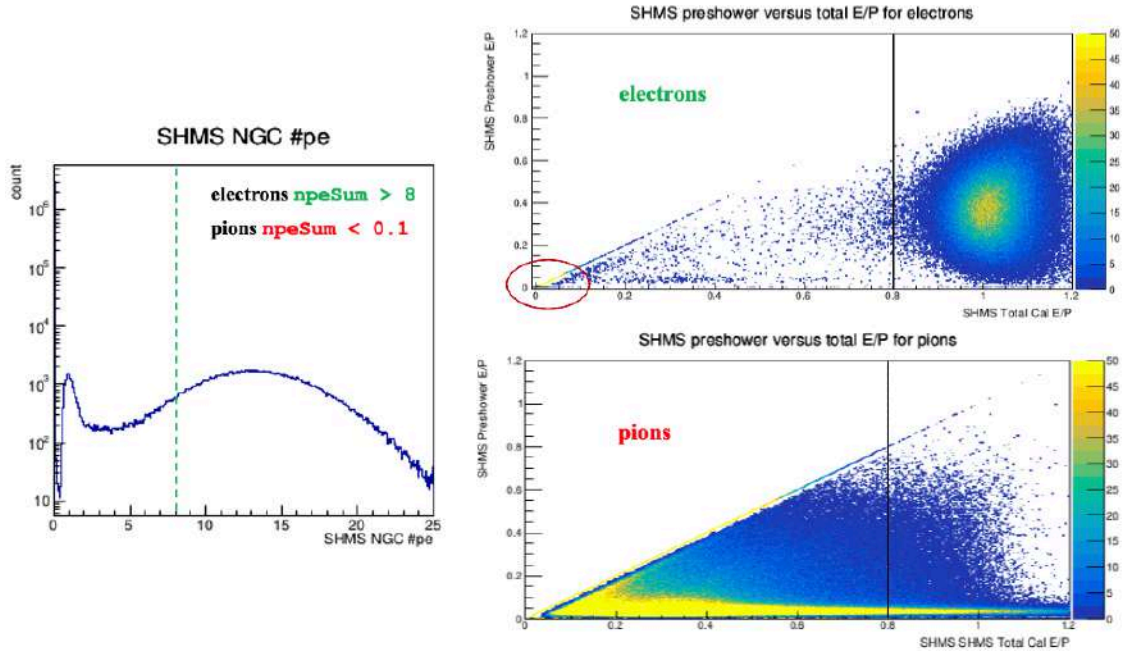 SHMS NGC #pe
count
electrons npeSum > 8
pions npeSum < 0.1
10⁶
10⁵
10⁴
10³
10²
10
0 5 10 15 20 25
SHMS NGC #pe
SHMS preshower versus total E/P for electrons
SHMS Preshower E/P
electrons
1.2
1
0.8
0.6
0.4
0.2
0
0 0.2 0.4 0.6 0.8 1 1.2
SHMS Total Cal E/P
50
45
40
35
30
25
20
15
10
5
0
SHMS preshower versus total E/P for pions
SHMS Preshower E/P
pions
1.2
1
0.8
0.6
0.4
0.2
0
0 0.2 0.4 0.6 0.8 1 1.2
SHMS SHMS Total Cal E/P
50
45
40
35
30
25
20
15
10
5
0